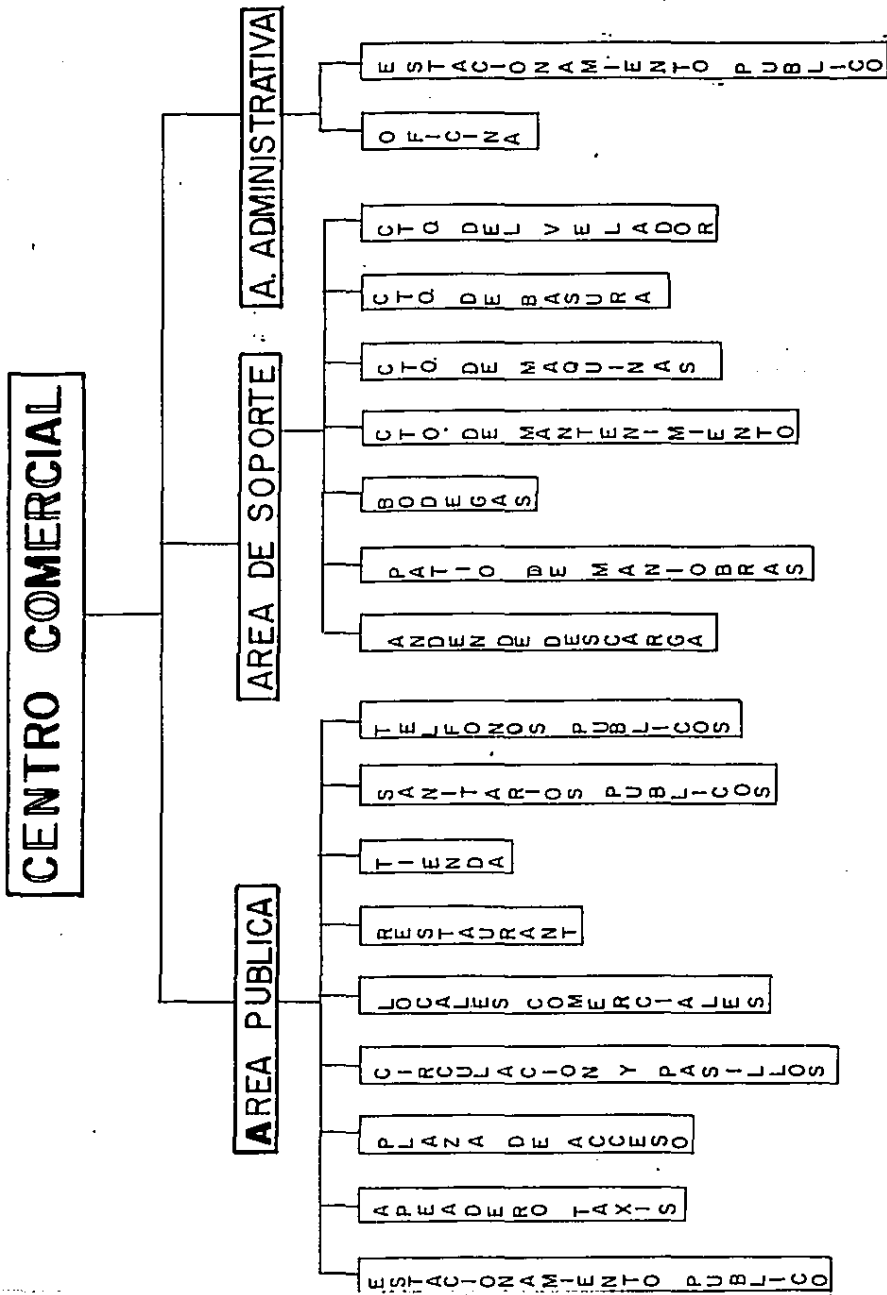 CENTRO COMERCIAL
AREA PUBLICA
AREA DE SOPORTE
A. ADMINISTRATIVA
ESTACIONAMIENTO PUBLICO
APEADERO TAXIS
PLAZA DE ACCESO
CIRCULACION Y PASILLOS
LOCALES COMERCIALES
RESTAURANT
TIENDA
SANITARIOS PUBLICOS
TELFONOS PUBLICOS
ANDEN DE DESCARGA
PATIO DE MANIOBRAS
BODEGAS
CTO. DE MANTENIMIENTO
CTO. DE MAQUINAS
CTO. DE BASURA
CTO DEL VELADOR
OFICINA
ESTACIONAMIENTO PUBLICO